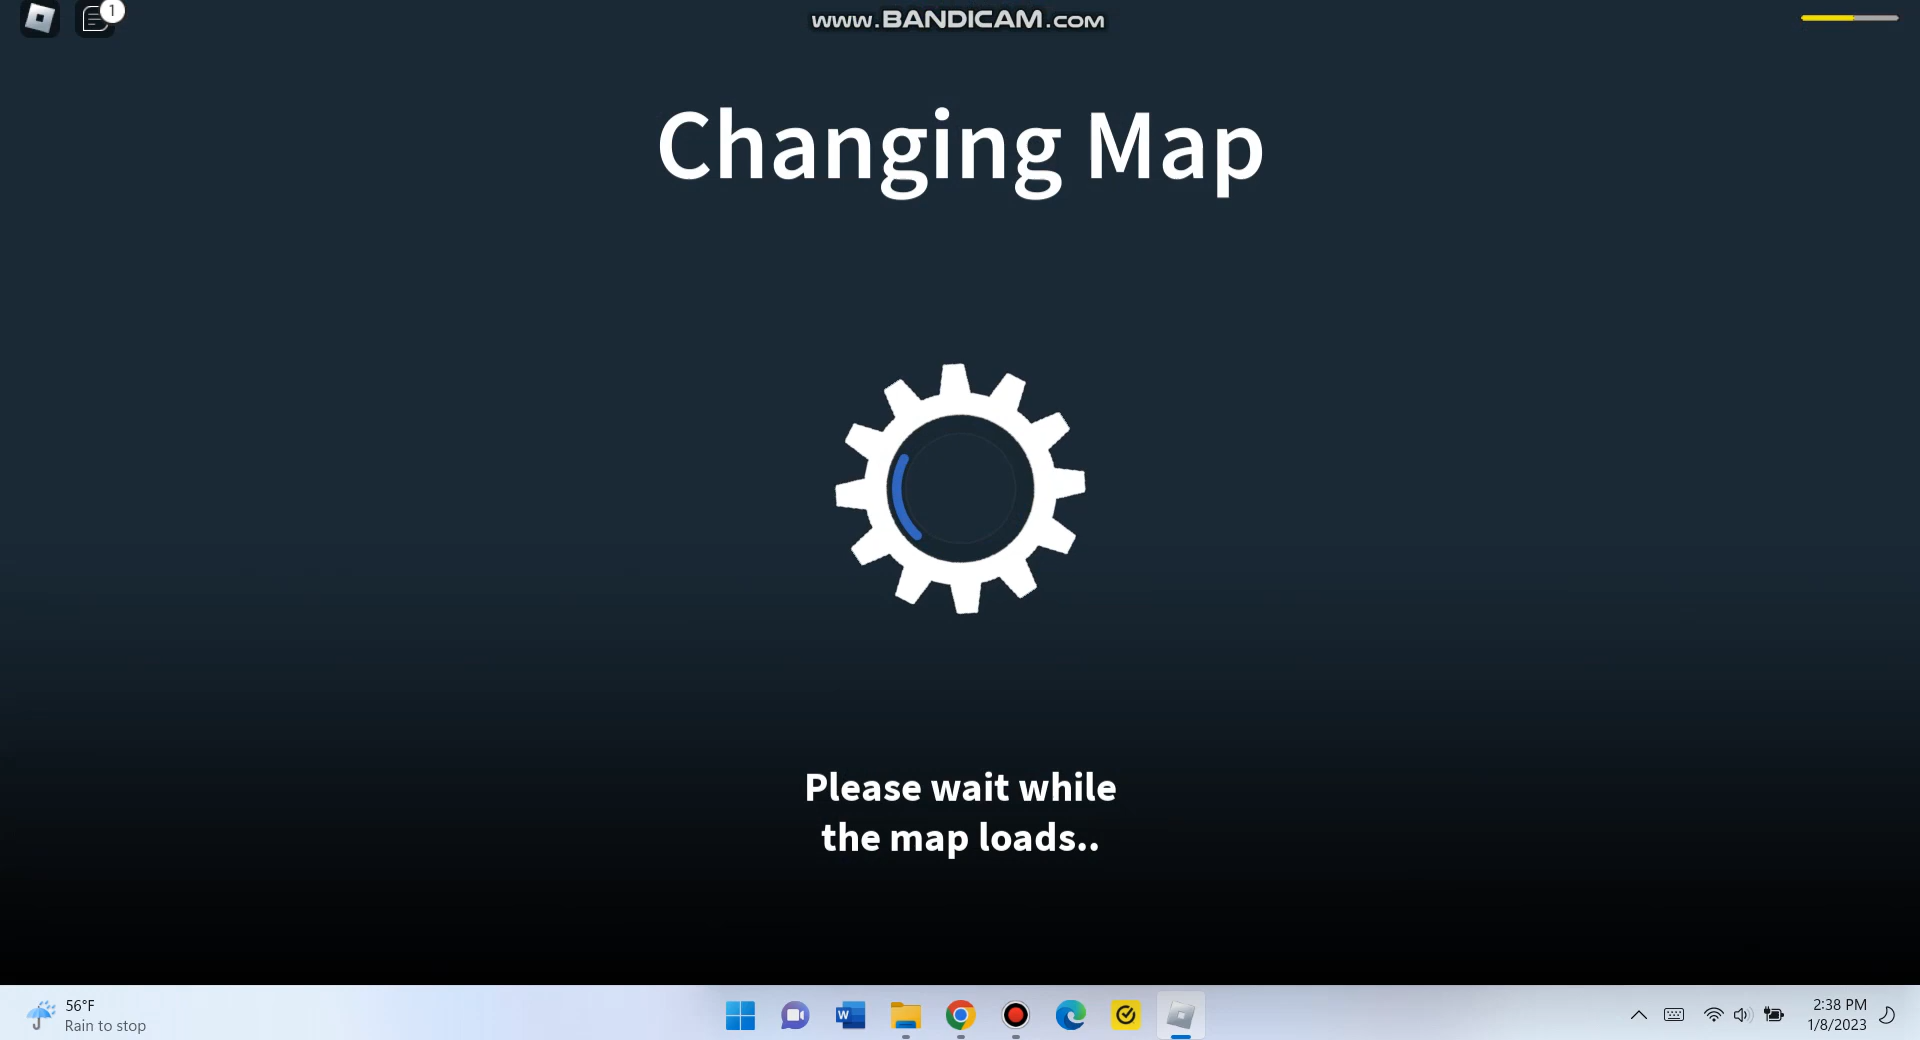 1
www.BANDICAM.com
Changing Map
Please wait while
the map loads..
56°F
Rain to stop
W
2:38 PM
1/8/2023